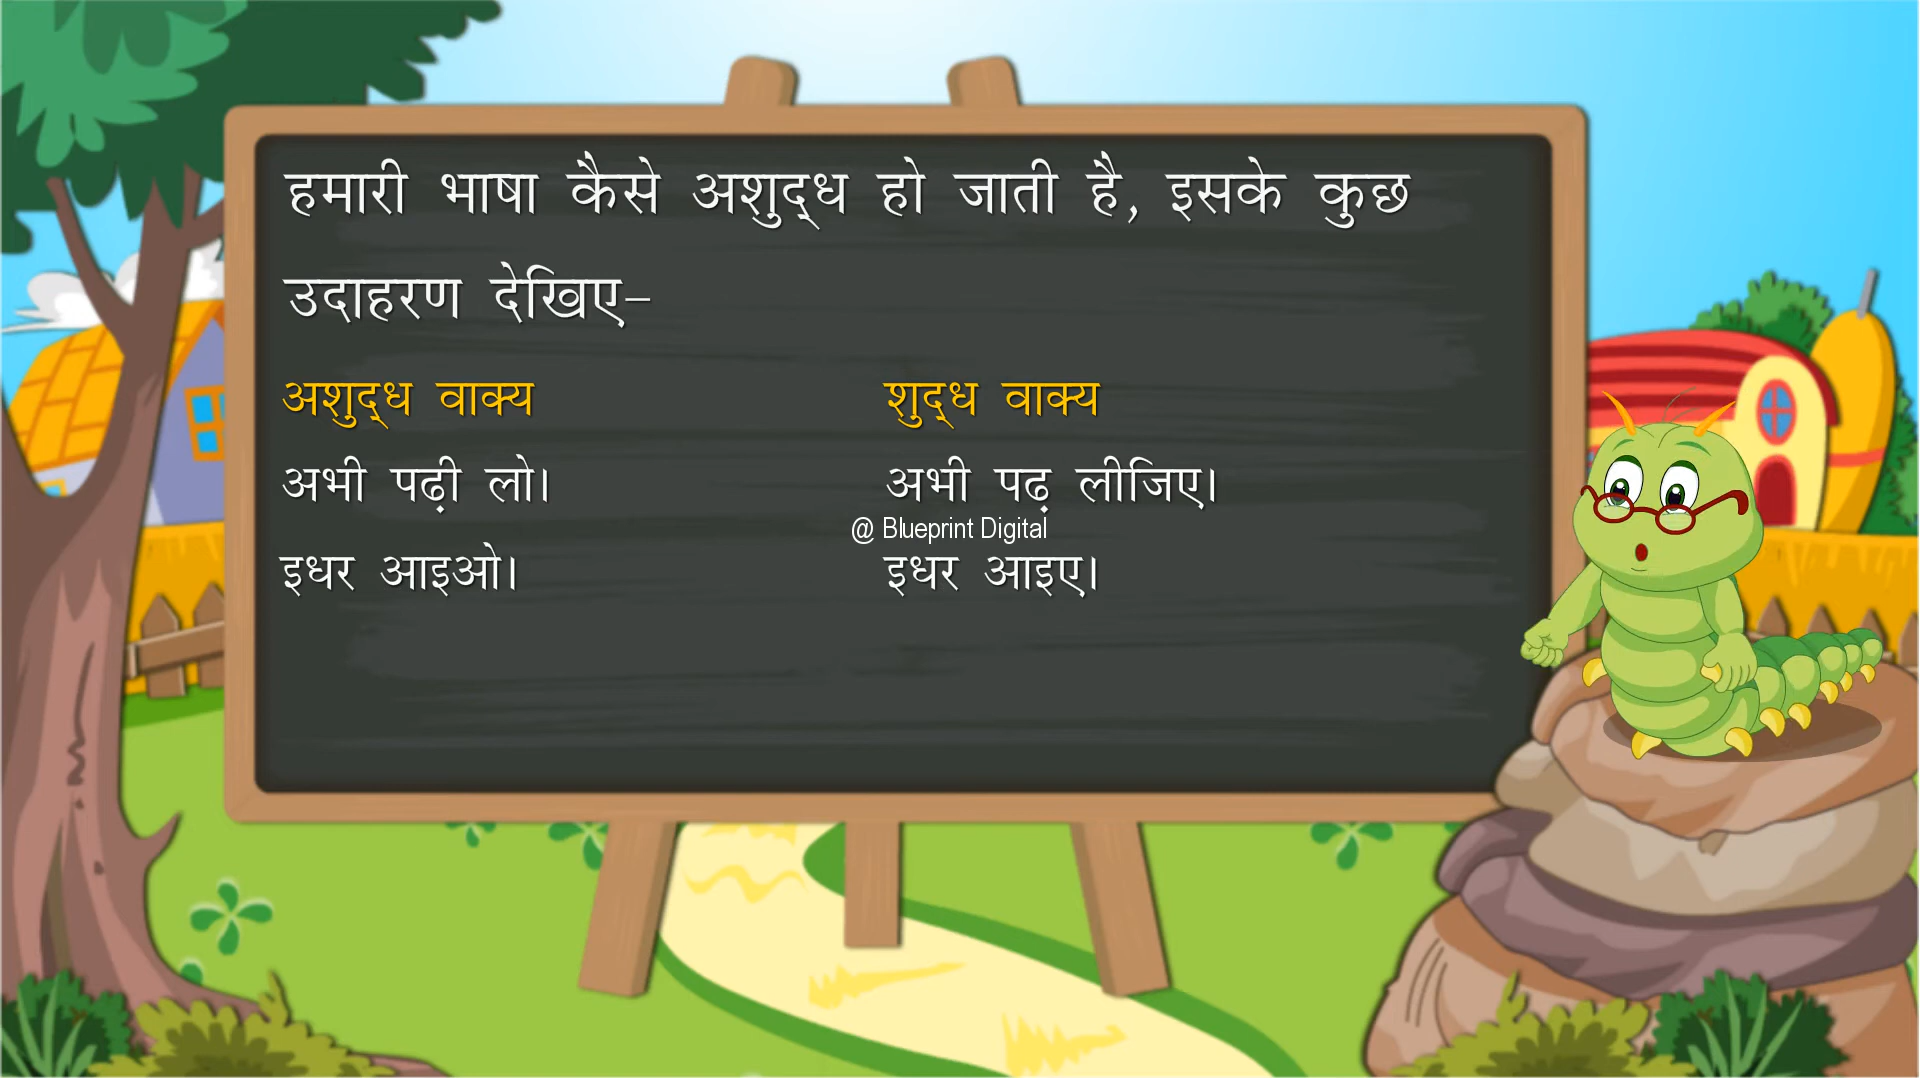 हमारी भाषा कैसे अशुद्ध हो जाती है, इसके कुछ
उदाहरण देखिए-
अशुद्ध वाक्य शुद्ध वाक्य
अभी पढ़ी लो। अभी पढ़ लीजिए।
@ Blueprint Digital
इधर आइओ। इधर आइए।